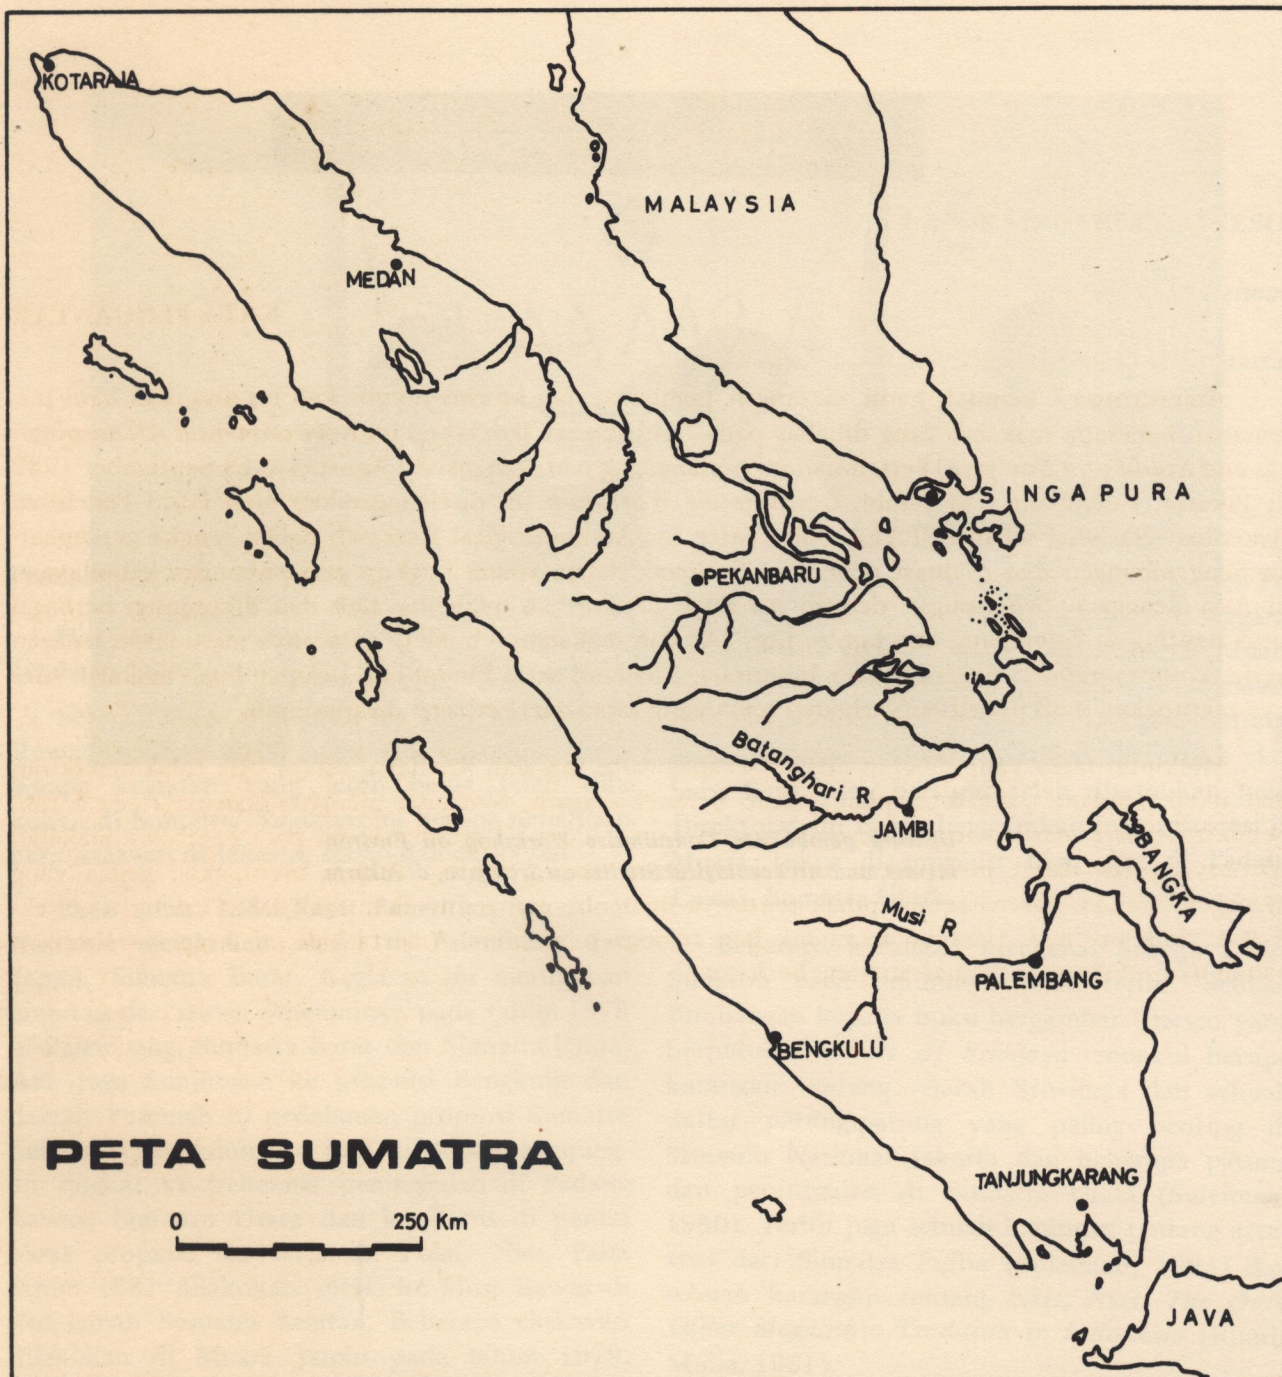 KOTARAJA
MALAYSIA
MEDAN
SINGAPURA
PEKANBARU
Batanghari R
JAMBI
P.BANGKA
Musi R
PALEMBANG
BENGKULU
PETA SUMATRA
TANJUNGKARANG
0 250 Km
JAVA